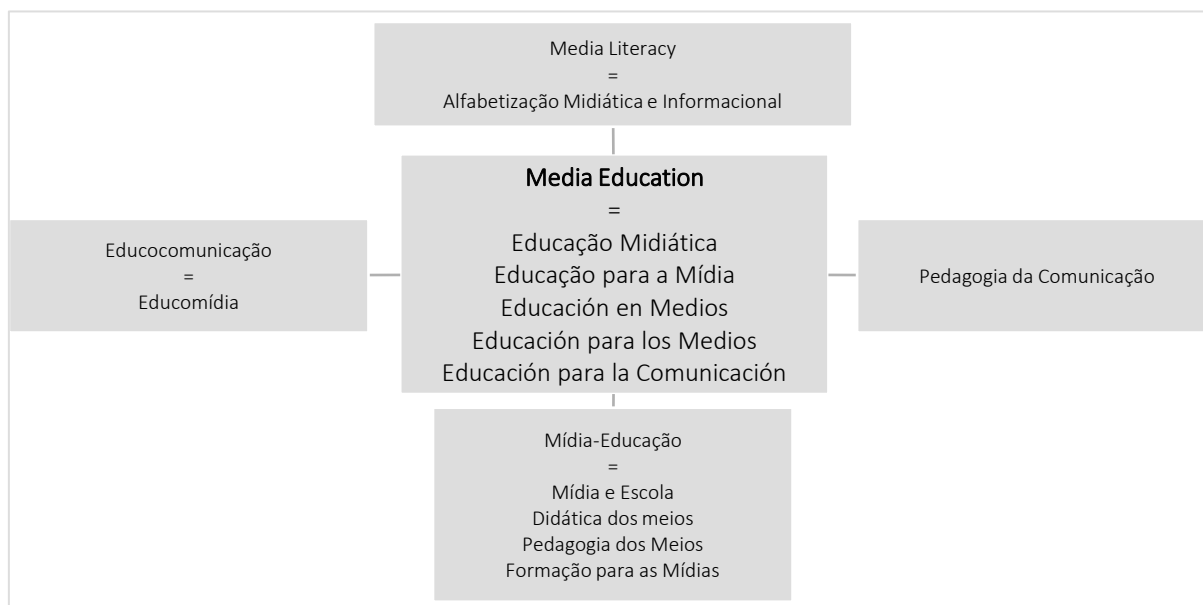 Media Literacy
=
Alfabetização Midiática e Informacional
Media Education
=
Educação Midiática
Educação para a Mídia
Educación en Medios
Educación para los Medios
Educación para la Comunicación
Educocomunicação
=
Educomídia
Pedagogia da Comunicação
Mídia-Educação
=
Mídia e Escola
Didática dos meios
Pedagogia dos Meios
Formação para as Mídias